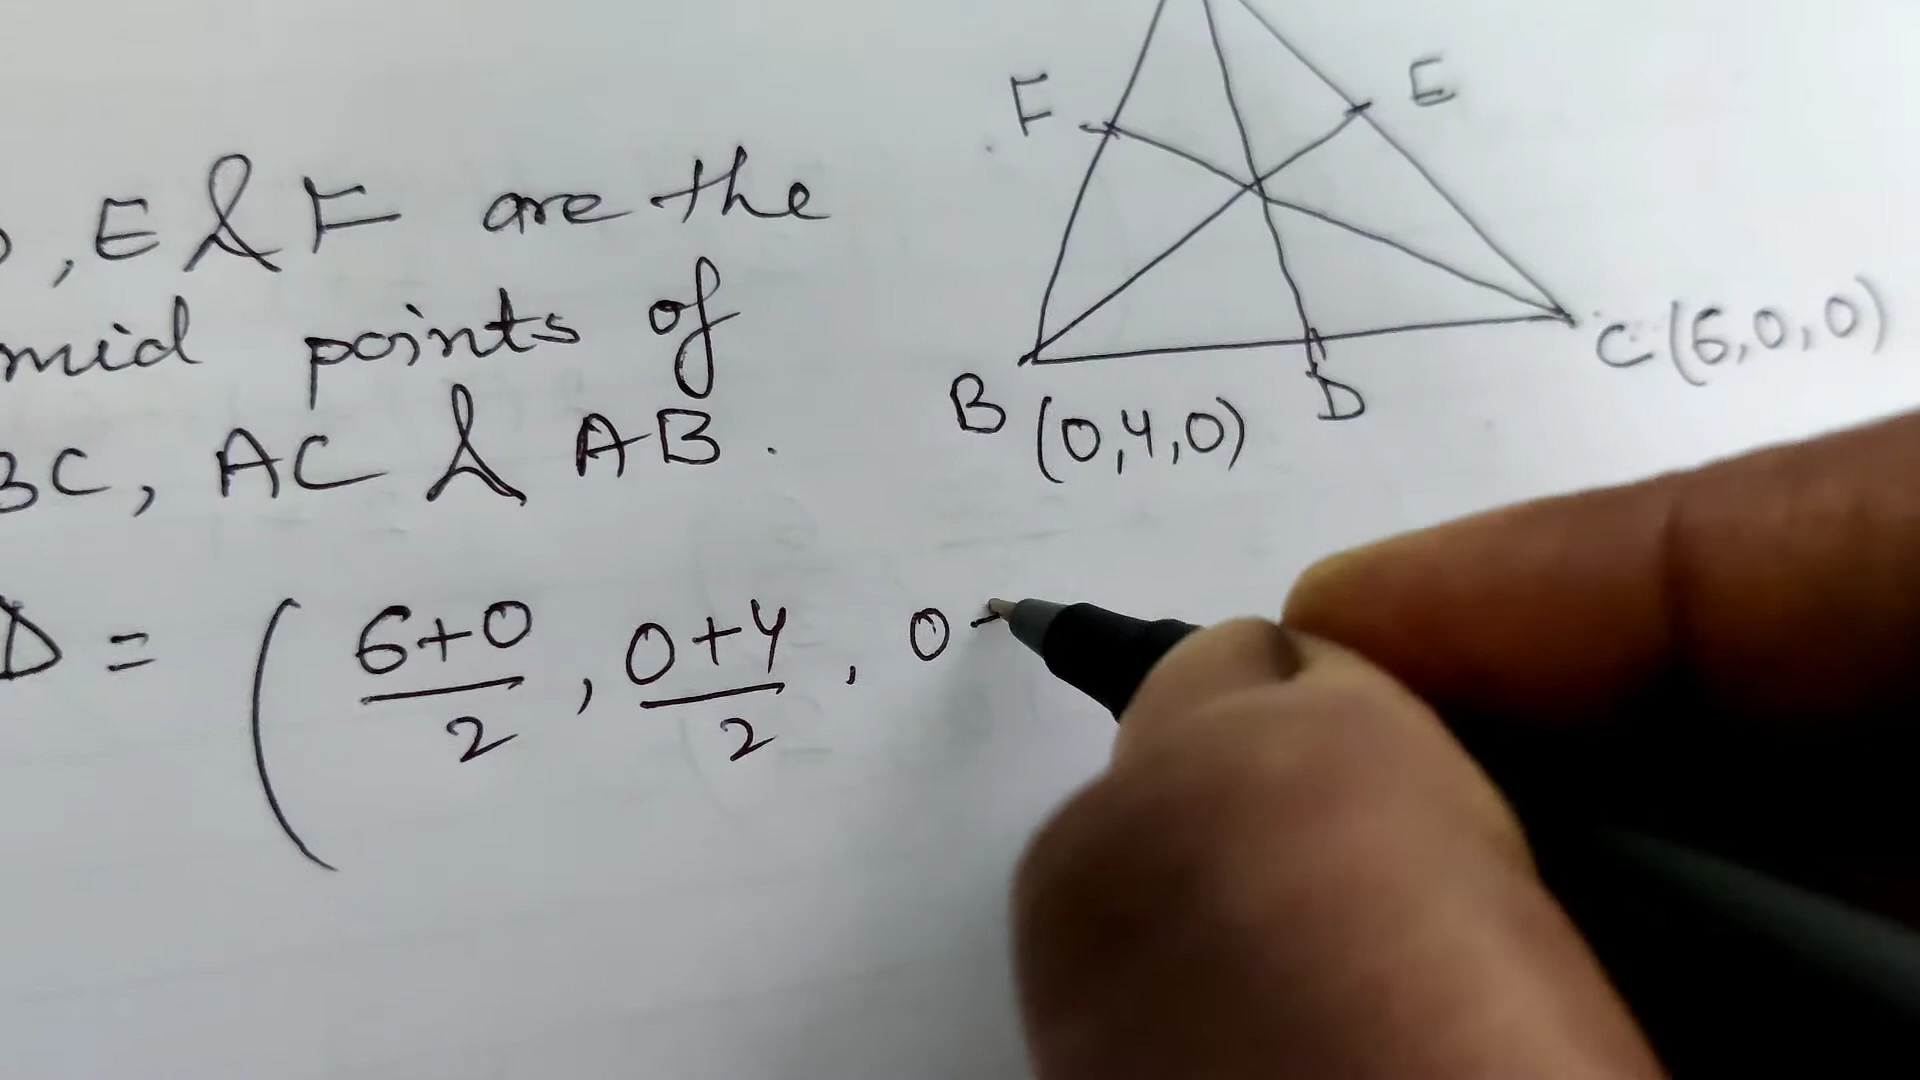 F E
, E & F are the
mid points of
BC, AC & AB.
B (0,4,0) D C (6,0,0)
D = ( 6+0/2 , 0+4/2 , 0